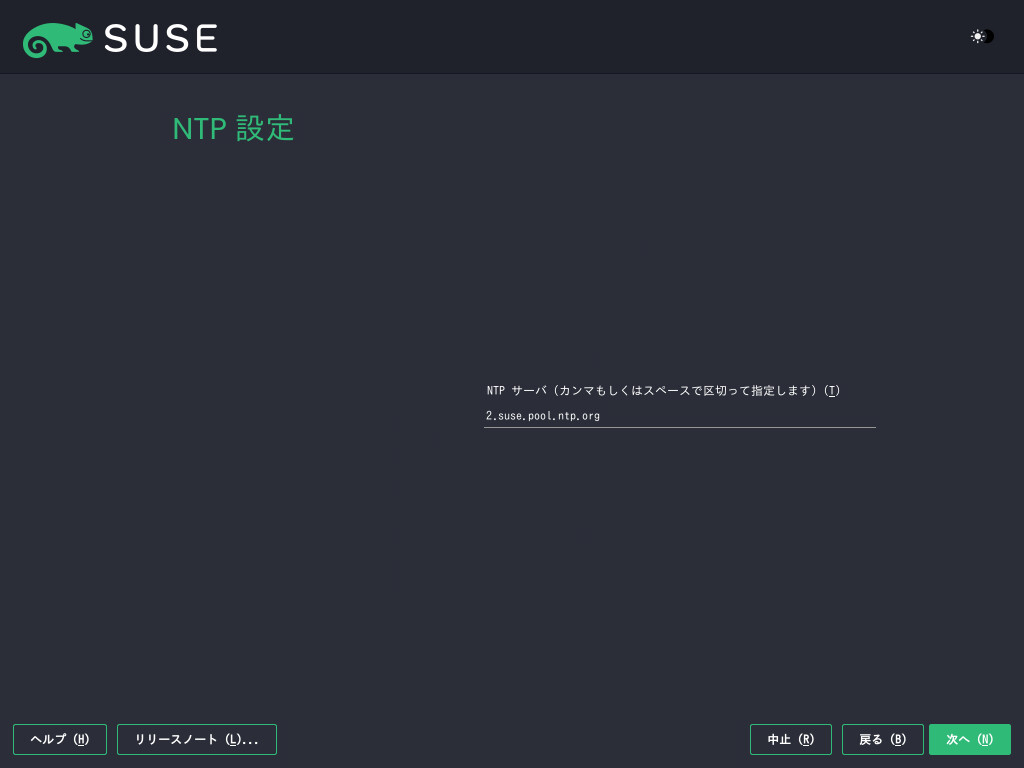 SUSE
NTP 設定
NTP サーバ（カンマもしくはスペースで区切って指定します）(T)
2.suse.pool.ntp.org
ヘルプ (H)
リリースノート (L)...
中止 (R)
戻る (B)
次へ (N)